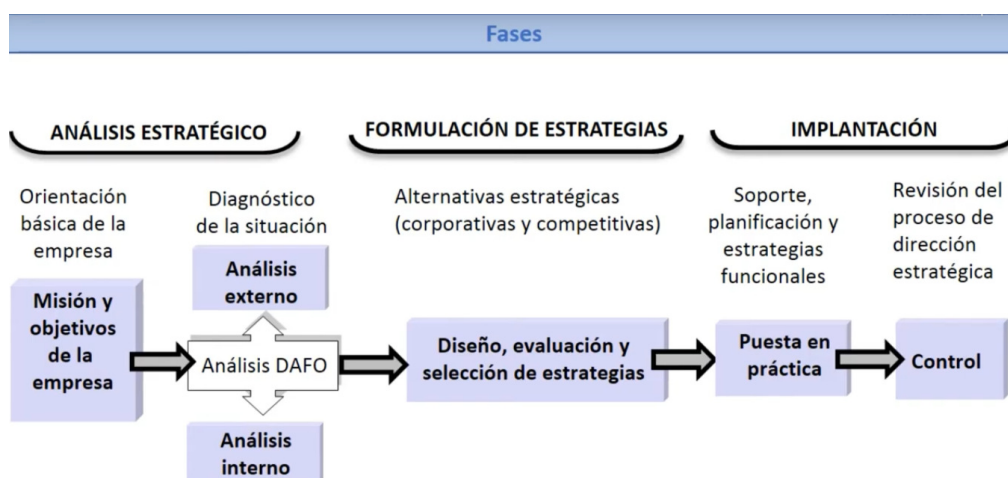 Fases
ANÁLISIS ESTRATÉGICO
FORMULACIÓN DE ESTRATEGIAS
IMPLANTACIÓN
Orientación
básica de la
empresa
Diagnóstico
de la situación
Alternativas estratégicas
(corporativas y competitivas)
Soporte,
planificación y
estrategias
funcionales
Revisión del
proceso de
dirección
estratégica
Misión y
objetivos
de la
empresa
Análisis
externo
Análisis DAFO
Análisis
interno
Diseño, evaluación y
selección de estrategias
Puesta en
práctica
Control